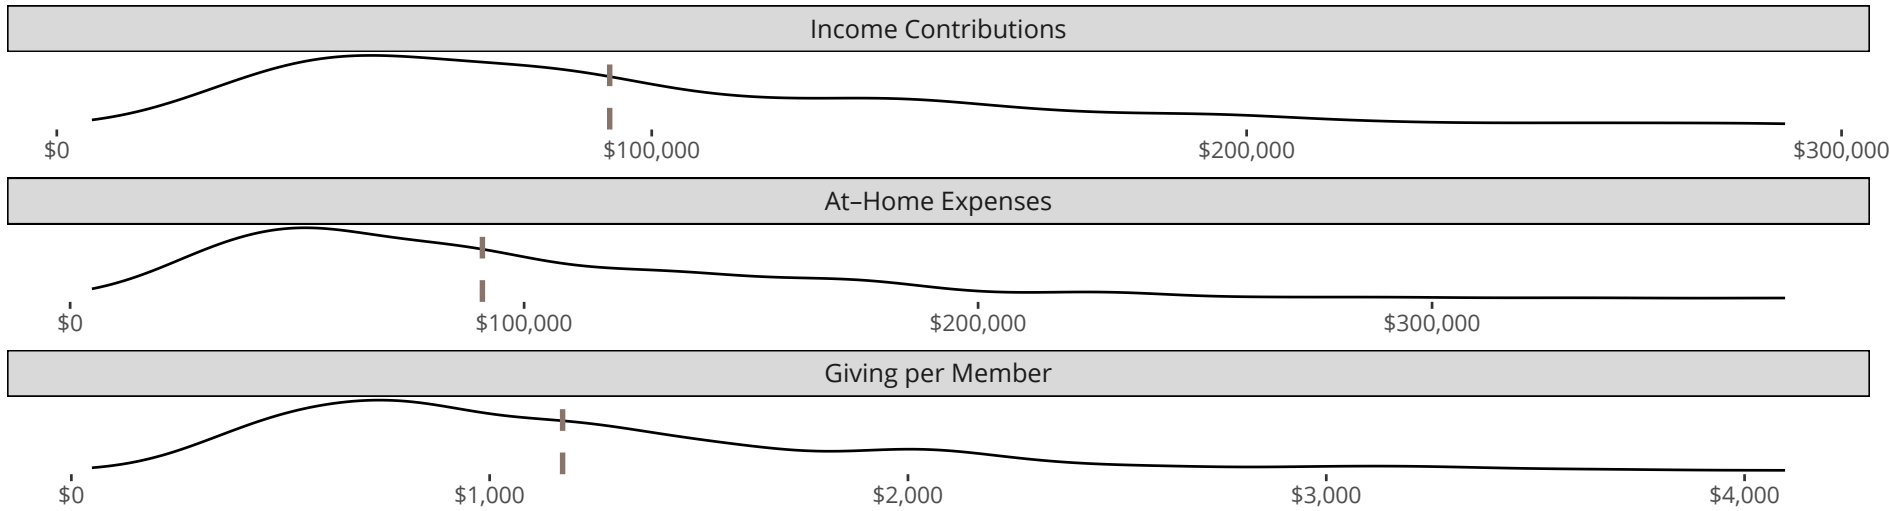 Income Contributions
$0 $100,000 $200,000 $300,000
At–Home Expenses
$0 $100,000 $200,000 $300,000
Giving per Member
$0 $1,000 $2,000 $3,000 $4,000